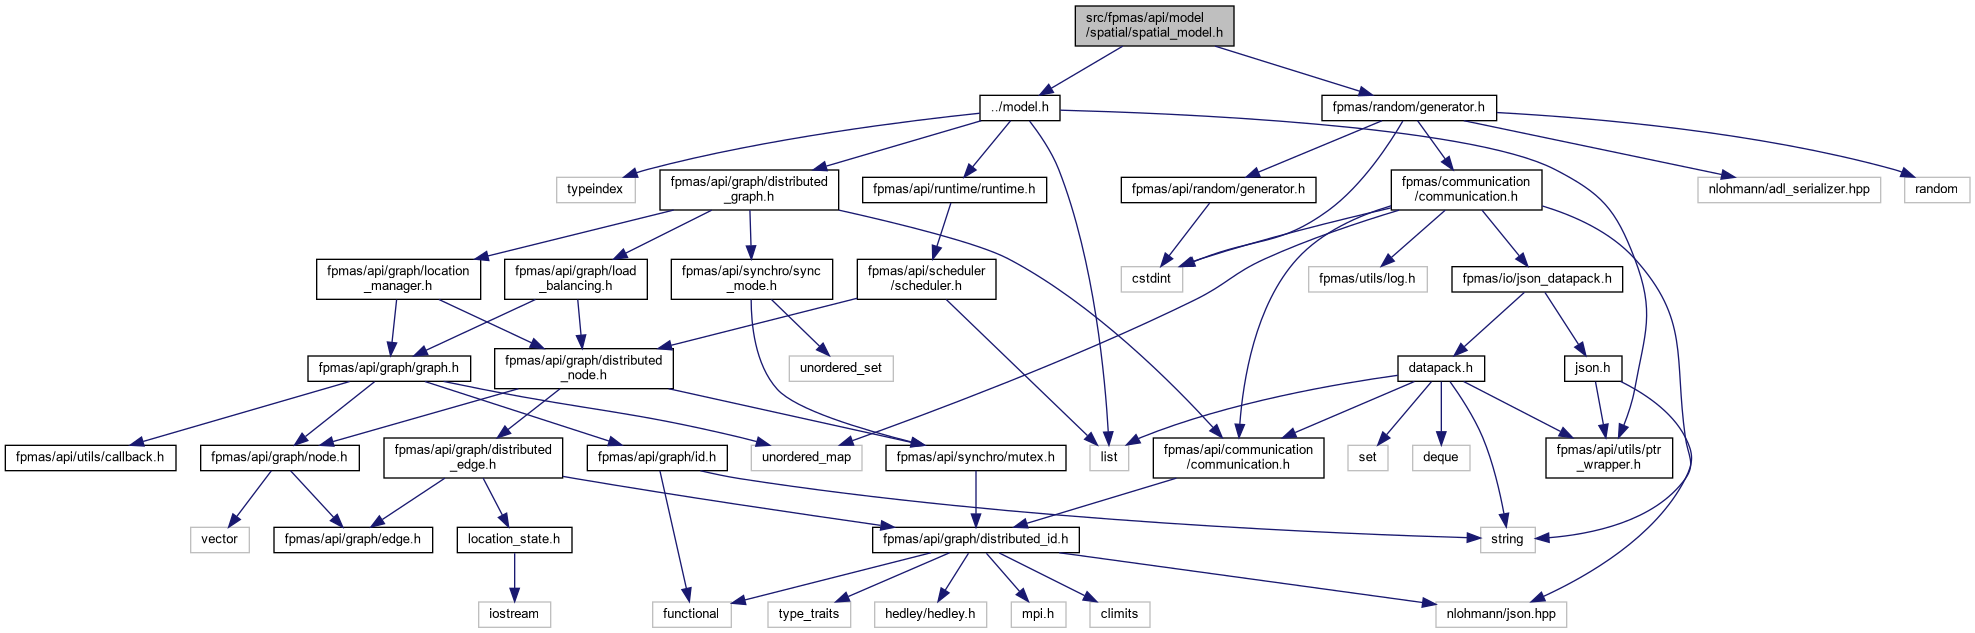 src/fpmas/api/model
/spatial/spatial_model.h
../model.h
fpmas/random/generator.h
typeindex
fpmas/api/graph/distributed
_graph.h
fpmas/api/runtime/runtime.h
fpmas/api/random/generator.h
fpmas/communication
/communication.h
nlohmann/adl_serializer.hpp
random
fpmas/api/graph/location
_manager.h
fpmas/api/graph/load
_balancing.h
fpmas/api/synchro/sync
_mode.h
fpmas/api/scheduler
/scheduler.h
cstdint
fpmas/utils/log.h
fpmas/io/json_datapack.h
fpmas/api/graph/graph.h
fpmas/api/graph/distributed
_node.h
unordered_set
datapack.h
json.h
fpmas/api/utils/callback.h
fpmas/api/graph/node.h
fpmas/api/graph/distributed
_edge.h
fpmas/api/graph/id.h
unordered_map
fpmas/api/synchro/mutex.h
list
fpmas/api/communication
/communication.h
set
deque
fpmas/api/utils/ptr
_wrapper.h
vector
fpmas/api/graph/edge.h
location_state.h
fpmas/api/graph/distributed_id.h
string
iostream
functional
type_traits
hedley/hedley.h
mpi.h
climits
nlohmann/json.hpp